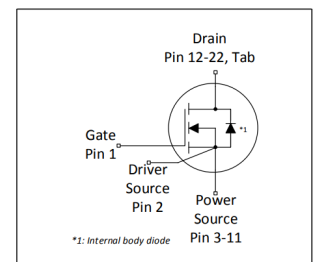 Drain
Pin 12-22, Tab
*1
Gate
Pin 1
Driver
Source
Pin 2
Power
Source
Pin 3-11
*1: Internal body diode